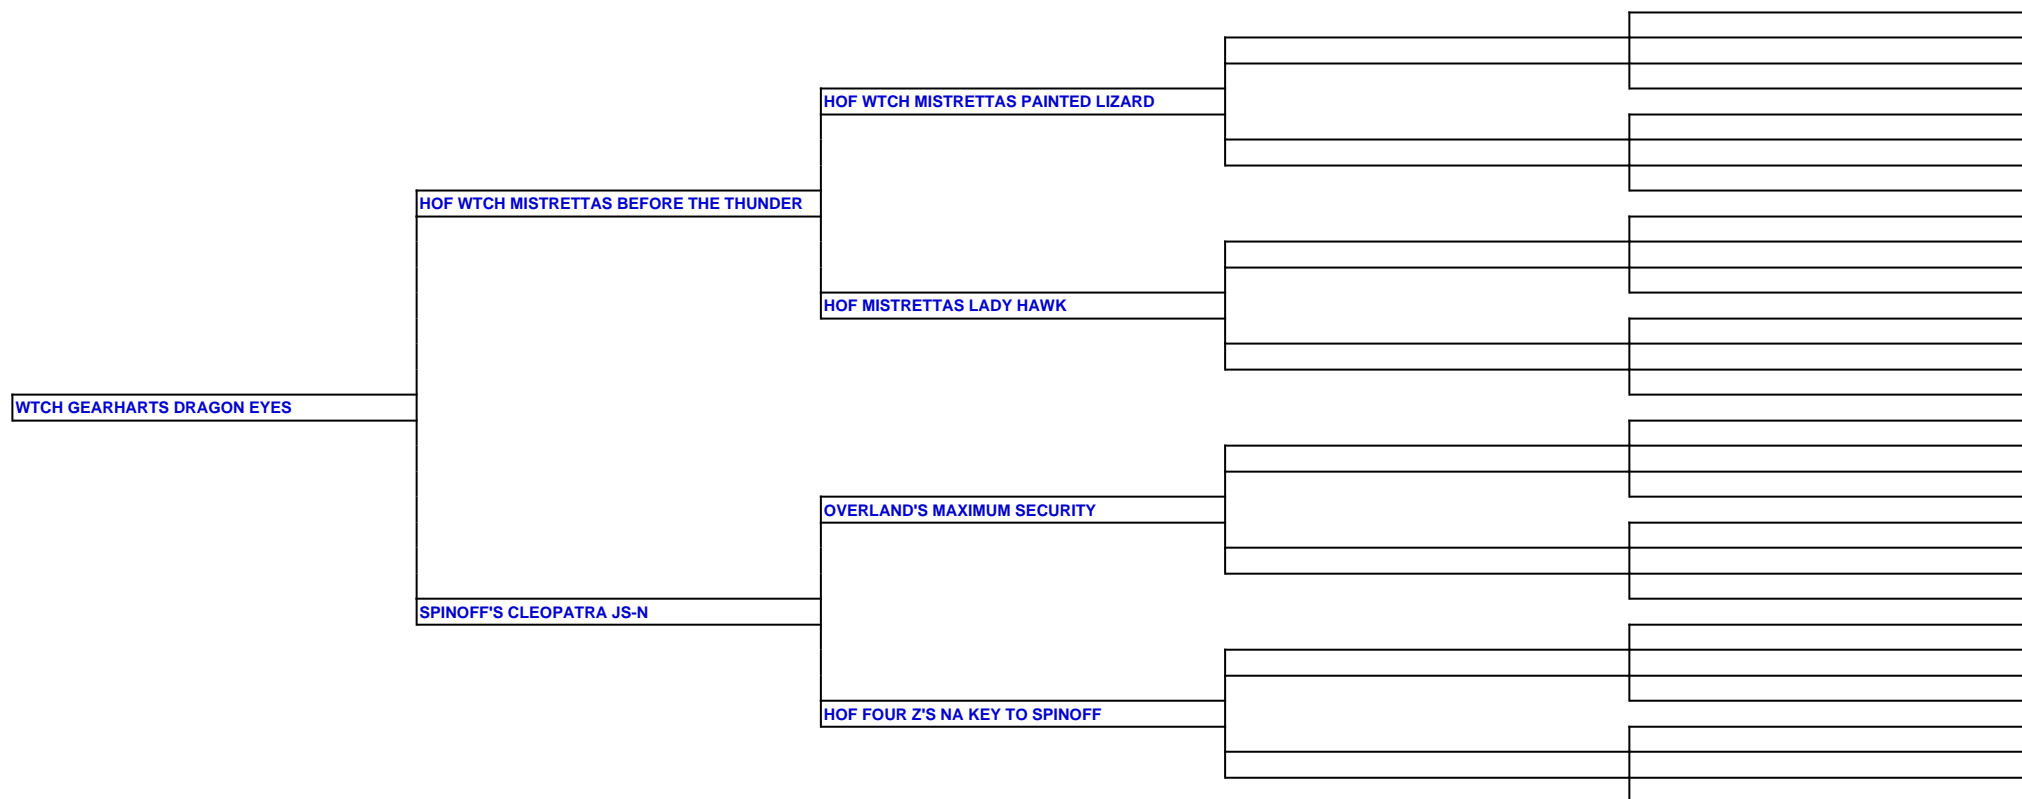 HOF WTCH MISTRETTAS PAINTED LIZARD
HOF WTCH MISTRETTAS BEFORE THE THUNDER
HOF MISTRETTAS LADY HAWK
WTCH GEARHARTS DRAGON EYES
OVERLAND'S MAXIMUM SECURITY
SPINOFF'S CLEOPATRA JS-N
HOF FOUR Z'S NA KEY TO SPINOFF